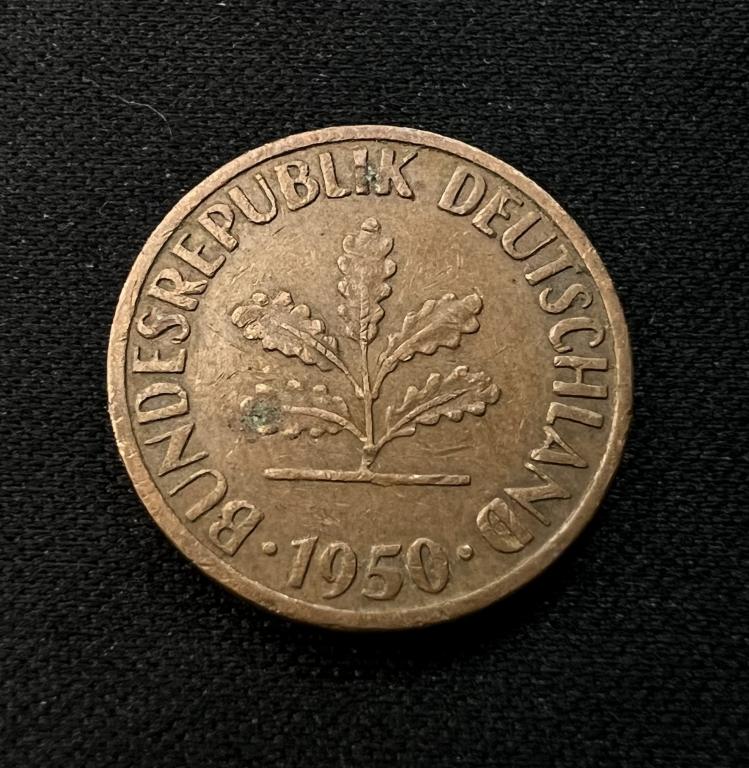 BUNDESREPUBLIK DEUTSCHLAND
· 1950 ·